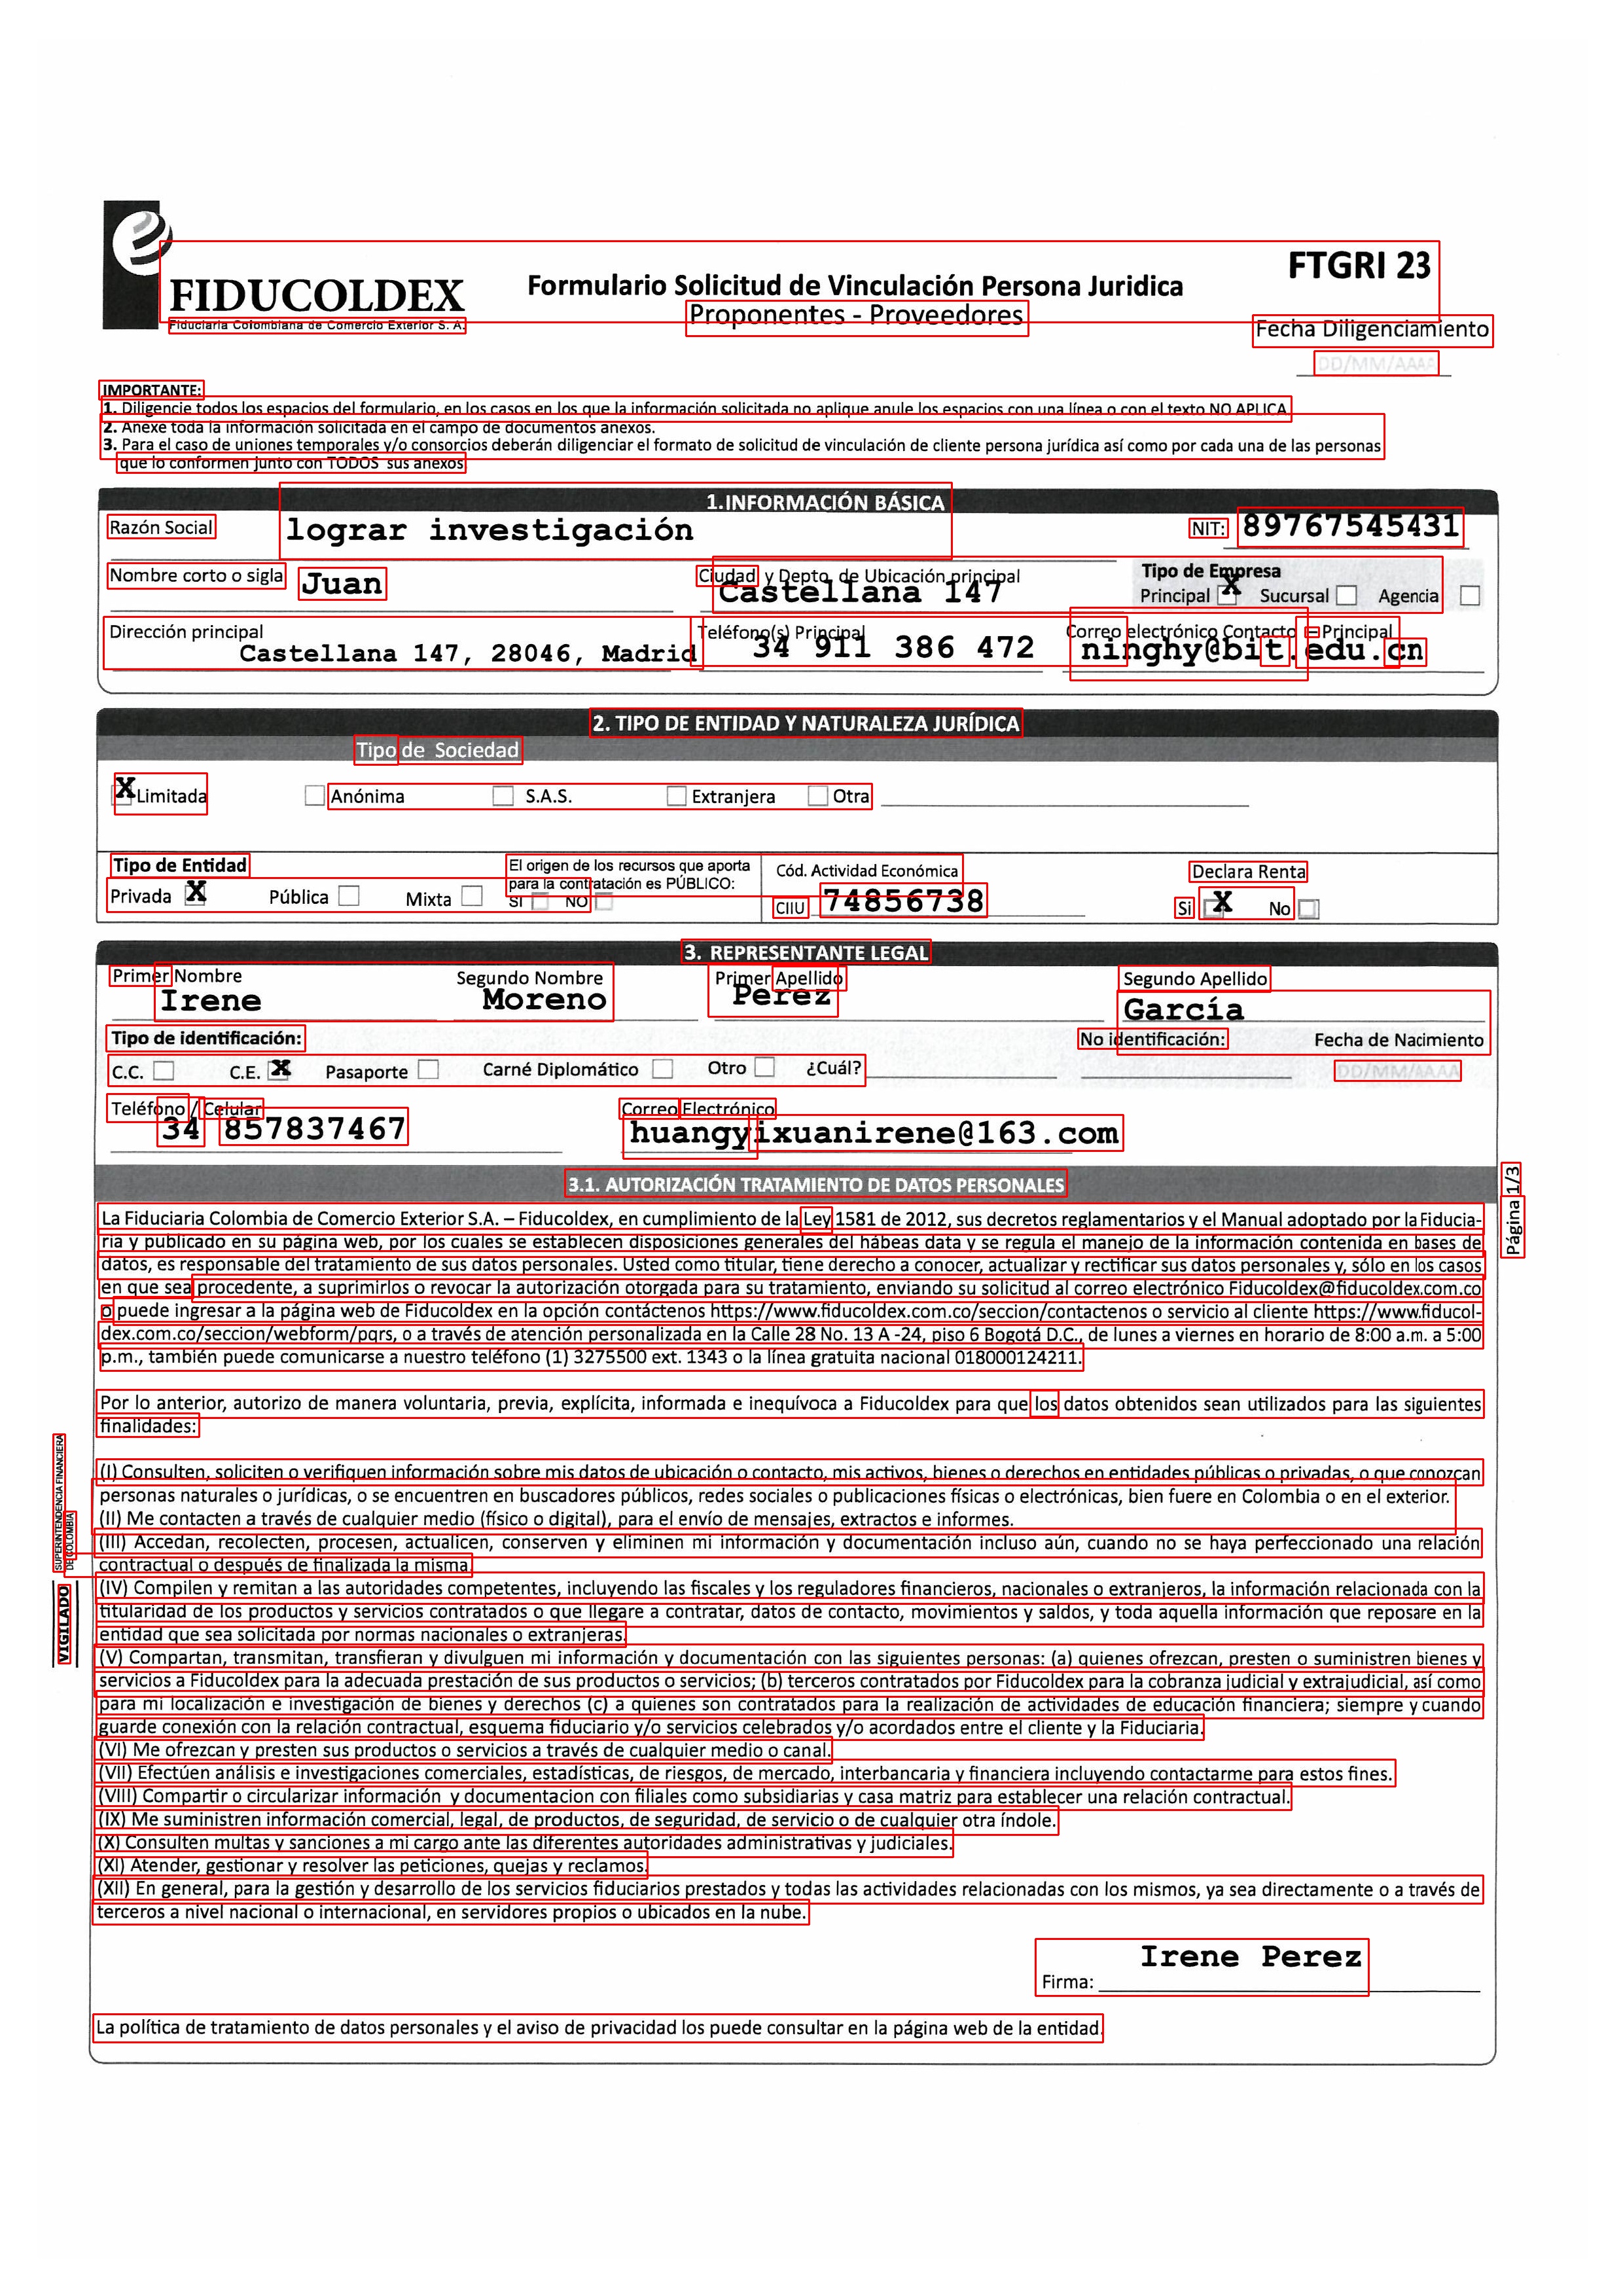 FTGRI 23
FIDUCOLDEX Formulario Solicitud de Vinculación Persona Juridica
Fiduciaria Colombiana de Comercio Exterior S. A. Proponentes - Proveedores Fecha Diligenciamiento
DD/MM/AAAA
IMPORTANTE:
1. Diligencie todos los espacios del formulario, en los casos en los que la información solicitada no aplique anule los espacios con una línea o con el texto NO APLICA
2. Anexe toda la información solicitada en el campo de documentos anexos.
3. Para el caso de uniones temporales y/o consorcios deberán diligenciar el formato de solicitud de vinculación de cliente persona jurídica así como por cada una de las personas
que lo conformen junto con TODOS sus anexos
1.INFORMACIÓN BÁSICA
Razón Social lograr investigación NIT: 89767545431
Nombre corto o sigla Juan Ciudad y Depto. de Ubicación principal Castellana 147 Tipo de Empresa
Principal X Sucursal Agencia
Dirección principal Teléfono(s) Principal Correo electrónico Contacto – Principal
Castellana 147, 28046, Madrid 34 911 386 472 ninghy@bit.edu.cn
2. TIPO DE ENTIDAD Y NATURALEZA JURÍDICA
Tipo de Sociedad
X Limitada Anónima S.A.S. Extranjera Otra
Tipo de Entidad El origen de los recursos que aporta Cód. Actividad Económica Declara Renta
para la contratación es PÚBLICO:
Privada X Pública Mixta SI NO CIIU 74856738 Si X No
3. REPRESENTANTE LEGAL
Primer Nombre Segundo Nombre Primer Apellido Segundo Apellido
Irene Moreno Perez García
Tipo de identificación: No identificación: Fecha de Nacimiento
C.C. C.E. X Pasaporte Carné Diplomático Otro ¿Cuál? DD/MM/AAAA
Teléfono / Celular Correo Electrónico
34 857837467 huangyixuanirene@163.com
3.1. AUTORIZACIÓN TRATAMIENTO DE DATOS PERSONALES
La Fiduciaria Colombia de Comercio Exterior S.A. – Fiducoldex, en cumplimiento de la Ley 1581 de 2012, sus decretos reglamentarios y el Manual adoptado por la Fiducia-
ria y publicado en su página web, por los cuales se establecen disposiciones generales del hábeas data y se regula el manejo de la información contenida en bases de
datos, es responsable del tratamiento de sus datos personales. Usted como titular, tiene derecho a conocer, actualizar y rectificar sus datos personales y, sólo en los casos
en que sea procedente, a suprimirlos o revocar la autorización otorgada para su tratamiento, enviando su solicitud al correo electrónico Fiducoldex@fiducoldex.com.co
o puede ingresar a la página web de Fiducoldex en la opción contáctenos https://www.fiducoldex.com.co/seccion/contactenos o servicio al cliente https://www.fiducol-
dex.com.co/seccion/webform/pqrs, o a través de atención personalizada en la Calle 28 No. 13 A -24, piso 6 Bogotá D.C., de lunes a viernes en horario de 8:00 a.m. a 5:00
p.m., también puede comunicarse a nuestro teléfono (1) 3275500 ext. 1343 o la línea gratuita nacional 018000124211.
Por lo anterior, autorizo de manera voluntaria, previa, explícita, informada e inequívoca a Fiducoldex para que los datos obtenidos sean utilizados para las siguientes
finalidades:
(I) Consulten, soliciten o verifiquen información sobre mis datos de ubicación o contacto, mis activos, bienes o derechos en entidades públicas o privadas, o que conozcan
personas naturales o jurídicas, o se encuentren en buscadores públicos, redes sociales o publicaciones físicas o electrónicas, bien fuere en Colombia o en el exterior.
(II) Me contacten a través de cualquier medio (físico o digital), para el envío de mensajes, extractos e informes.
(III) Accedan, recolecten, procesen, actualicen, conserven y eliminen mi información y documentación incluso aún, cuando no se haya perfeccionado una relación
contractual o después de finalizada la misma.
(IV) Compilen y remitan a las autoridades competentes, incluyendo las fiscales y los reguladores financieros, nacionales o extranjeros, la información relacionada con la
titularidad de los productos y servicios contratados o que llegare a contratar, datos de contacto, movimientos y saldos, y toda aquella información que reposare en la
entidad que sea solicitada por normas nacionales o extranjeras.
(V) Compartan, transmitan, transfieran y divulguen mi información y documentación con las siguientes personas: (a) quienes ofrezcan, presten o suministren bienes y
servicios a Fiducoldex para la adecuada prestación de sus productos o servicios; (b) terceros contratados por Fiducoldex para la cobranza judicial y extrajudicial, así como
para mi localización e investigación de bienes y derechos (c) a quienes son contratados para la realización de actividades de educación financiera; siempre y cuando
guarde conexión con la relación contractual, esquema fiduciario y/o servicios celebrados y/o acordados entre el cliente y la Fiduciaria.
(VI) Me ofrezcan y presten sus productos o servicios a través de cualquier medio o canal.
(VII) Efectúen análisis e investigaciones comerciales, estadísticas, de riesgos, de mercado, interbancaria y financiera incluyendo contactarme para estos fines.
(VIII) Compartir o circularizar información y documentacion con filiales como subsidiarias y casa matriz para establecer una relación contractual.
(IX) Me suministren información comercial, legal, de productos, de seguridad, de servicio o de cualquier otra índole.
(X) Consulten multas y sanciones a mi cargo ante las diferentes autoridades administrativas y judiciales.
(XI) Atender, gestionar y resolver las peticiones, quejas y reclamos.
(XII) En general, para la gestión y desarrollo de los servicios fiduciarios prestados y todas las actividades relacionadas con los mismos, ya sea directamente o a través de
terceros a nivel nacional o internacional, en servidores propios o ubicados en la nube.
Irene Perez
Firma:
La política de tratamiento de datos personales y el aviso de privacidad los puede consultar en la página web de la entidad.
Página 1/3
VIGILADO SUPERINTENDENCIA FINANCIERA
DE COLOMBIA